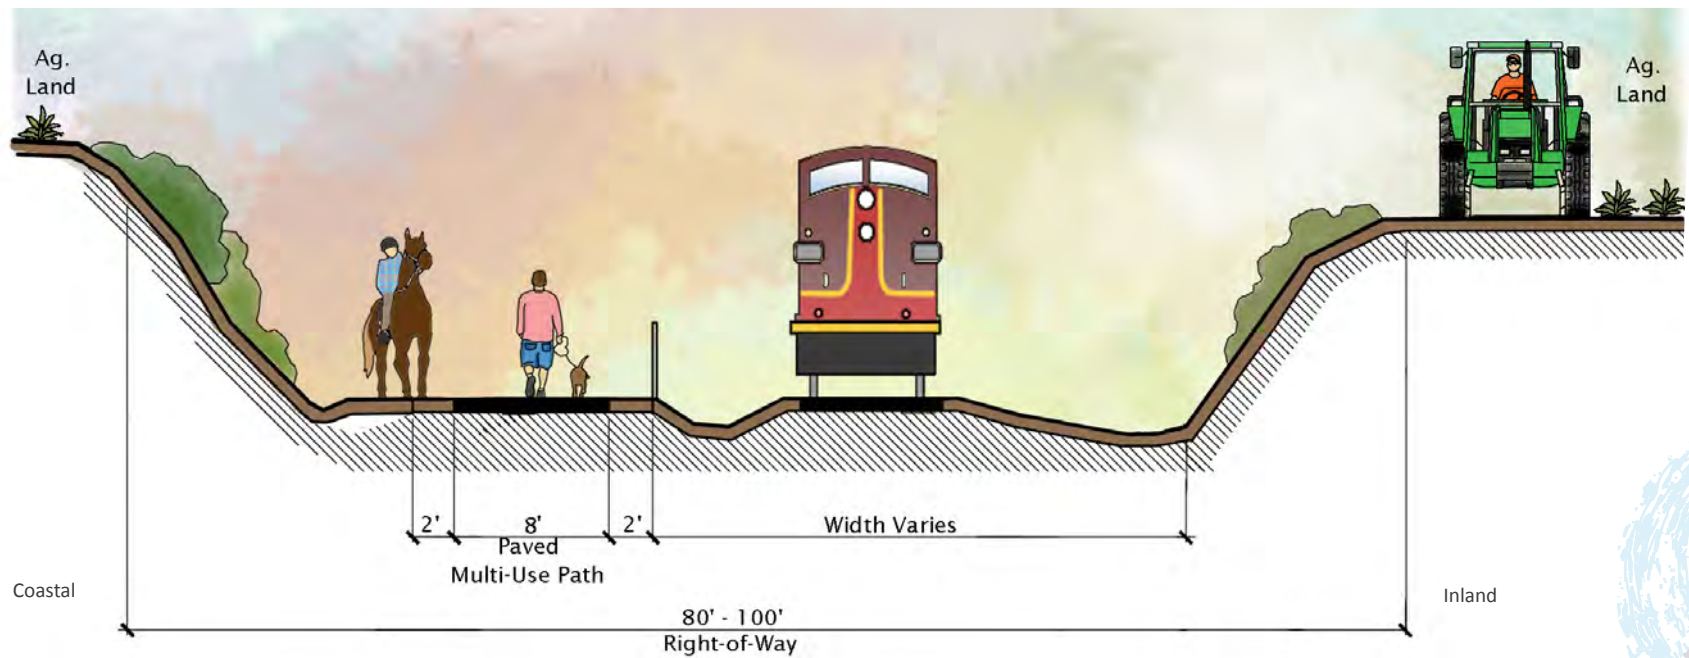 Ag.
Land
Ag.
Land
2'
8'
2'
Width Varies
Paved
Multi-Use Path
Coastal
Inland
80' - 100'
Right-of-Way